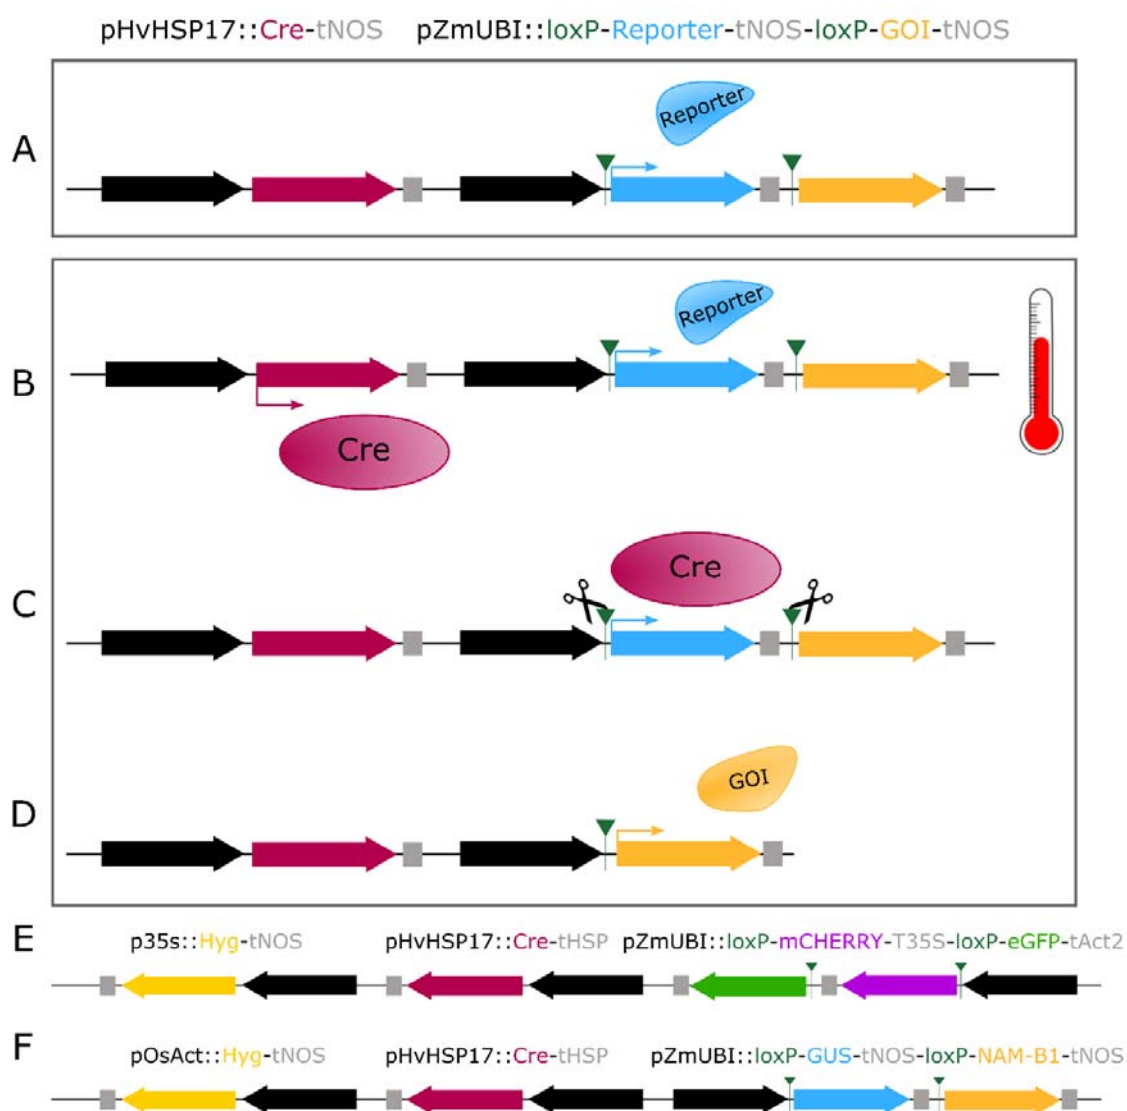 pHvHSP17::Cre-tNOS pZmUBI::loxP-Reporter-tNOS-loxP-GOI-tNOS
A
Reporter
B
Reporter
Cre
C
Cre
D
GOI
E
p35s::Hyg-tNOS pHvHSP17::Cre-tHSP pZmUBI::loxP-mCHERRY-T35S-loxP-eGFP-tAct2
F
pOsAct::Hyg-tNOS pHvHSP17::Cre-tHSP pZmUBI::loxP-GUS-tNOS-loxP-NAM-B1-tNOS